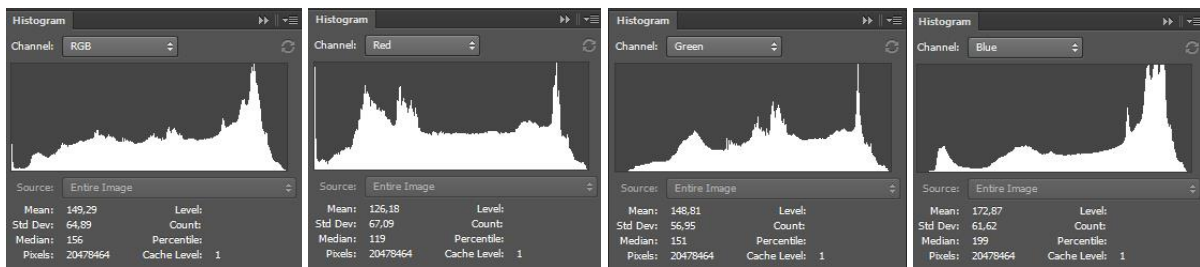 Histogram
Channel: RGB
Source: Entire Image
Mean: 149,29 Level:
Std Dev: 64,89 Count:
Median: 156 Percentile:
Pixels: 20478464 Cache Level: 1
Histogram
Channel: Red
Source: Entire Image
Mean: 126,18 Level:
Std Dev: 67,09 Count:
Median: 119 Percentile:
Pixels: 20478464 Cache Level: 1
Histogram
Channel: Green
Source: Entire Image
Mean: 148,81 Level:
Std Dev: 56,95 Count:
Median: 151 Percentile:
Pixels: 20478464 Cache Level: 1
Histogram
Channel: Blue
Source: Entire Image
Mean: 172,87 Level:
Std Dev: 61,62 Count:
Median: 199 Percentile:
Pixels: 20478464 Cache Level: 1